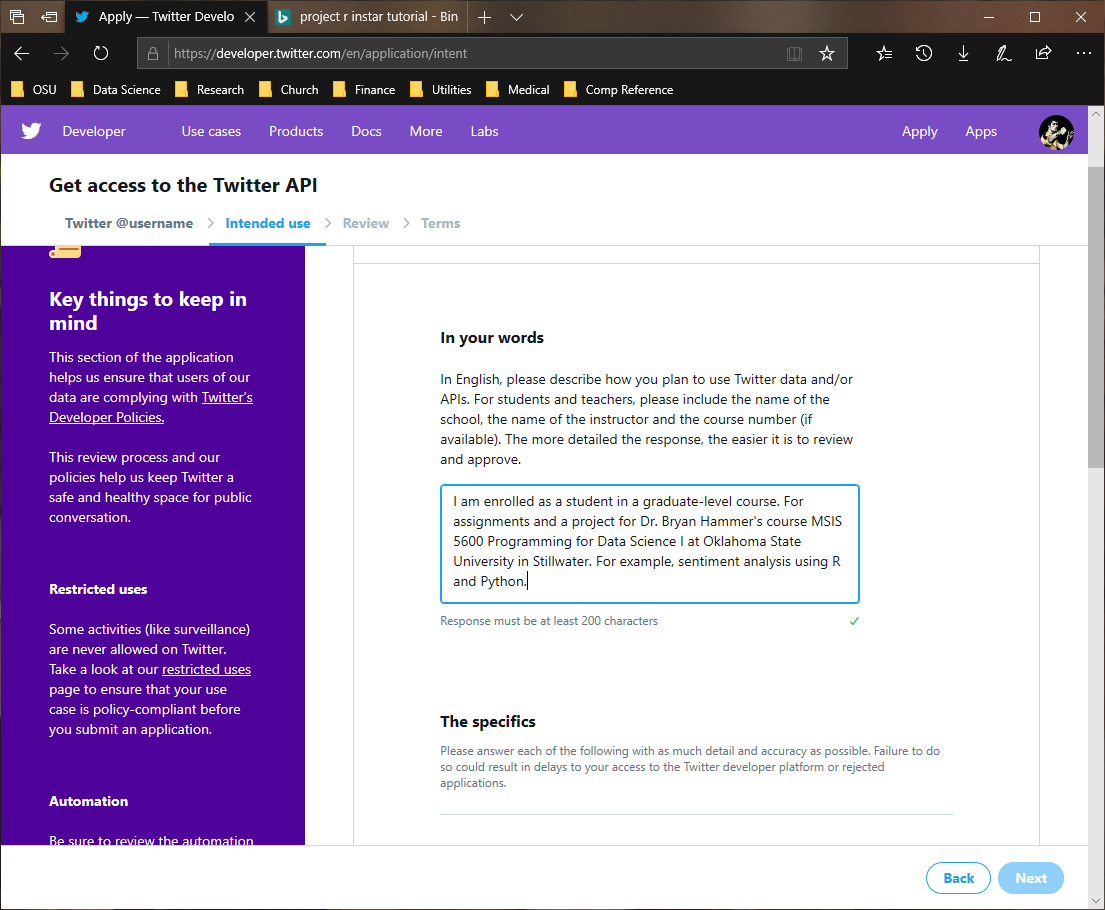 Apply — Twitter Develo
project r instar tutorial - Bin
https://developer.twitter.com/en/application/intent
OSU Data Science Research Church Finance Utilities Medical Comp Reference
Developer Use cases Products Docs More Labs Apply Apps
Get access to the Twitter API
Twitter @username Intended use Review Terms
Key things to keep in
mind
This section of the application
helps us ensure that users of our
data are complying with Twitter's
Developer Policies.
This review process and our
policies help us keep Twitter a
safe and healthy space for public
conversation.
Restricted uses
Some activities (like surveillance)
are never allowed on Twitter.
Take a look at our restricted uses
page to ensure that your use
case is policy-compliant before
you submit an application.
Automation
Be sure to review the automation
In your words
In English, please describe how you plan to use Twitter data and/or
APIs. For students and teachers, please include the name of the
school, the name of the instructor and the course number (if
available). The more detailed the response, the easier it is to review
and approve.
I am enrolled as a student in a graduate-level course. For
assignments and a project for Dr. Bryan Hammer's course MSIS
5600 Programming for Data Science I at Oklahoma State
University in Stillwater. For example, sentiment analysis using R
and Python.
Response must be at least 200 characters
The specifics
Please answer each of the following with as much detail and accuracy as possible. Failure to do
so could result in delays to your access to the Twitter developer platform or rejected
applications.
Back Next